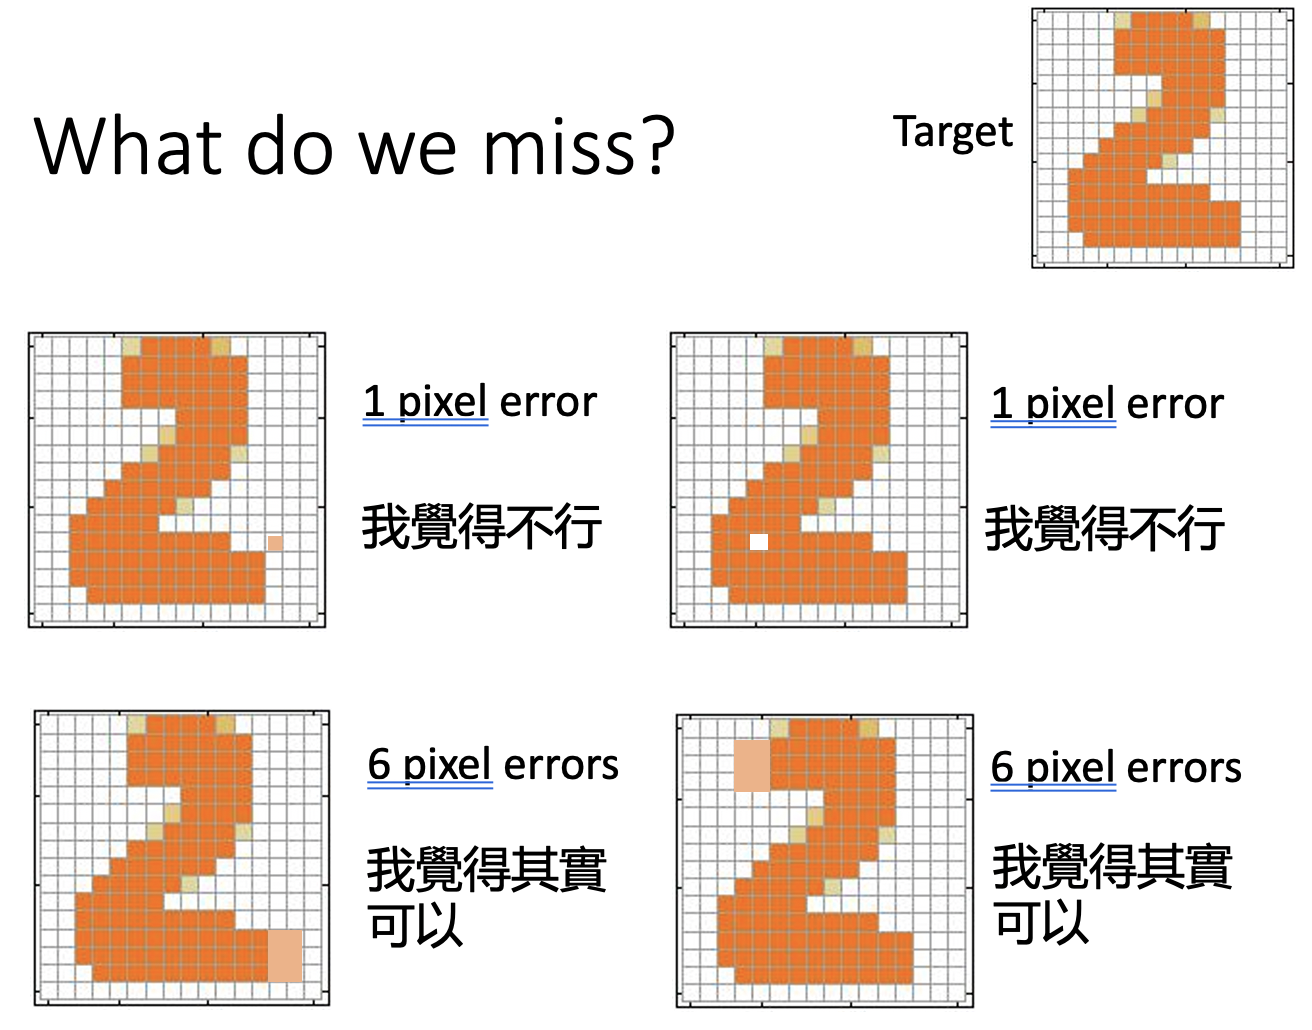 What do we miss?
Target
1 pixel error
我覺得不行
1 pixel error
我覺得不行
6 pixel errors
我覺得其實
可以
6 pixel errors
我覺得其實
可以